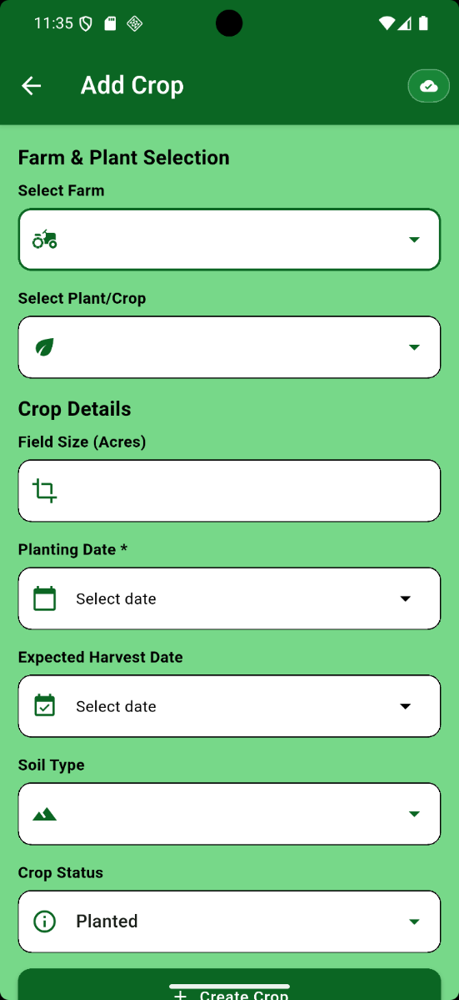 11:35
Add Crop
Farm & Plant Selection
Select Farm
Select Plant/Crop
Crop Details
Field Size (Acres)
Planting Date *
Select date
Expected Harvest Date
Select date
Soil Type
Crop Status
Planted
+ Create Crop